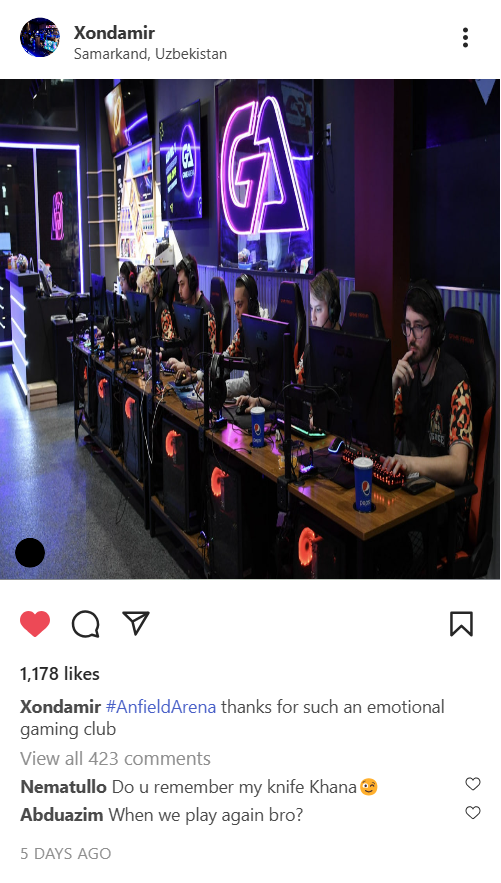 Xondamir
Samarkand, Uzbekistan
GA
GA
1,178 likes
Xondamir #AnfieldArena thanks for such an emotional
gaming club
View all 423 comments
Nematullo Do u remember my knife Khana😉
Abduazim When we play again bro?
5 DAYS AGO